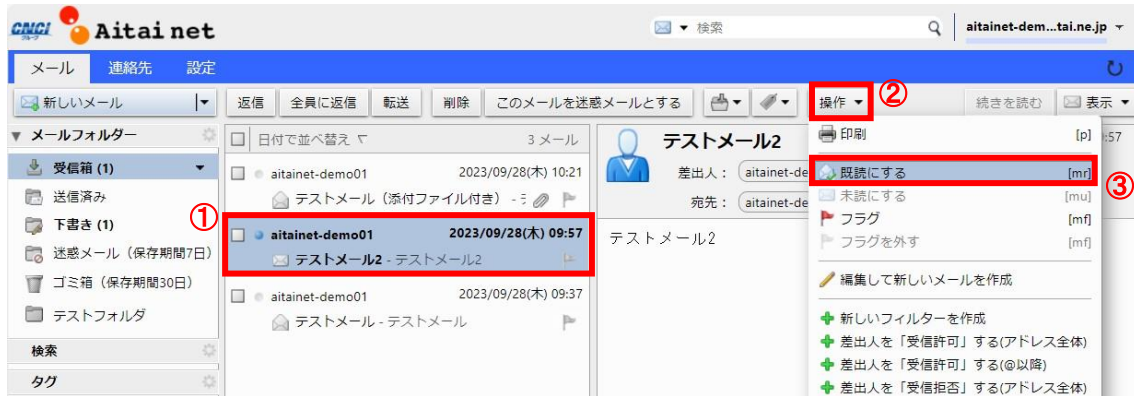 CNCI グループ Aitai net
検索
aitainet-dem...tai.ne.jp
メール 連絡先 設定
新しいメール
返信 全員に返信 転送 削除 このメールを迷惑メールとする 操作 ② 続きを読む 表示
メールフォルダー
受信箱 (1)
送信済み
下書き (1)
迷惑メール（保存期間7日）
ゴミ箱（保存期間30日）
テストフォルダ
検索
タグ
日付で並べ替え 3 メール
aitainet-demo01 2023/09/28(木) 10:21
テストメール（添付ファイル付き） -
①
aitainet-demo01 2023/09/28(木) 09:57
テストメール2 - テストメール2
aitainet-demo01 2023/09/28(木) 09:37
テストメール - テストメール
テストメール2 :57
差出人： aitainet-de
宛先： aitainet-de
テストメール2
印刷 [p]
既読にする [mr]
③
未読にする [mu]
フラグ [mf]
フラグを外す [mf]
編集して新しいメールを作成
新しいフィルターを作成
差出人を「受信許可」する(アドレス全体)
差出人を「受信許可」する(@以降)
差出人を「受信拒否」する(アドレス全体)